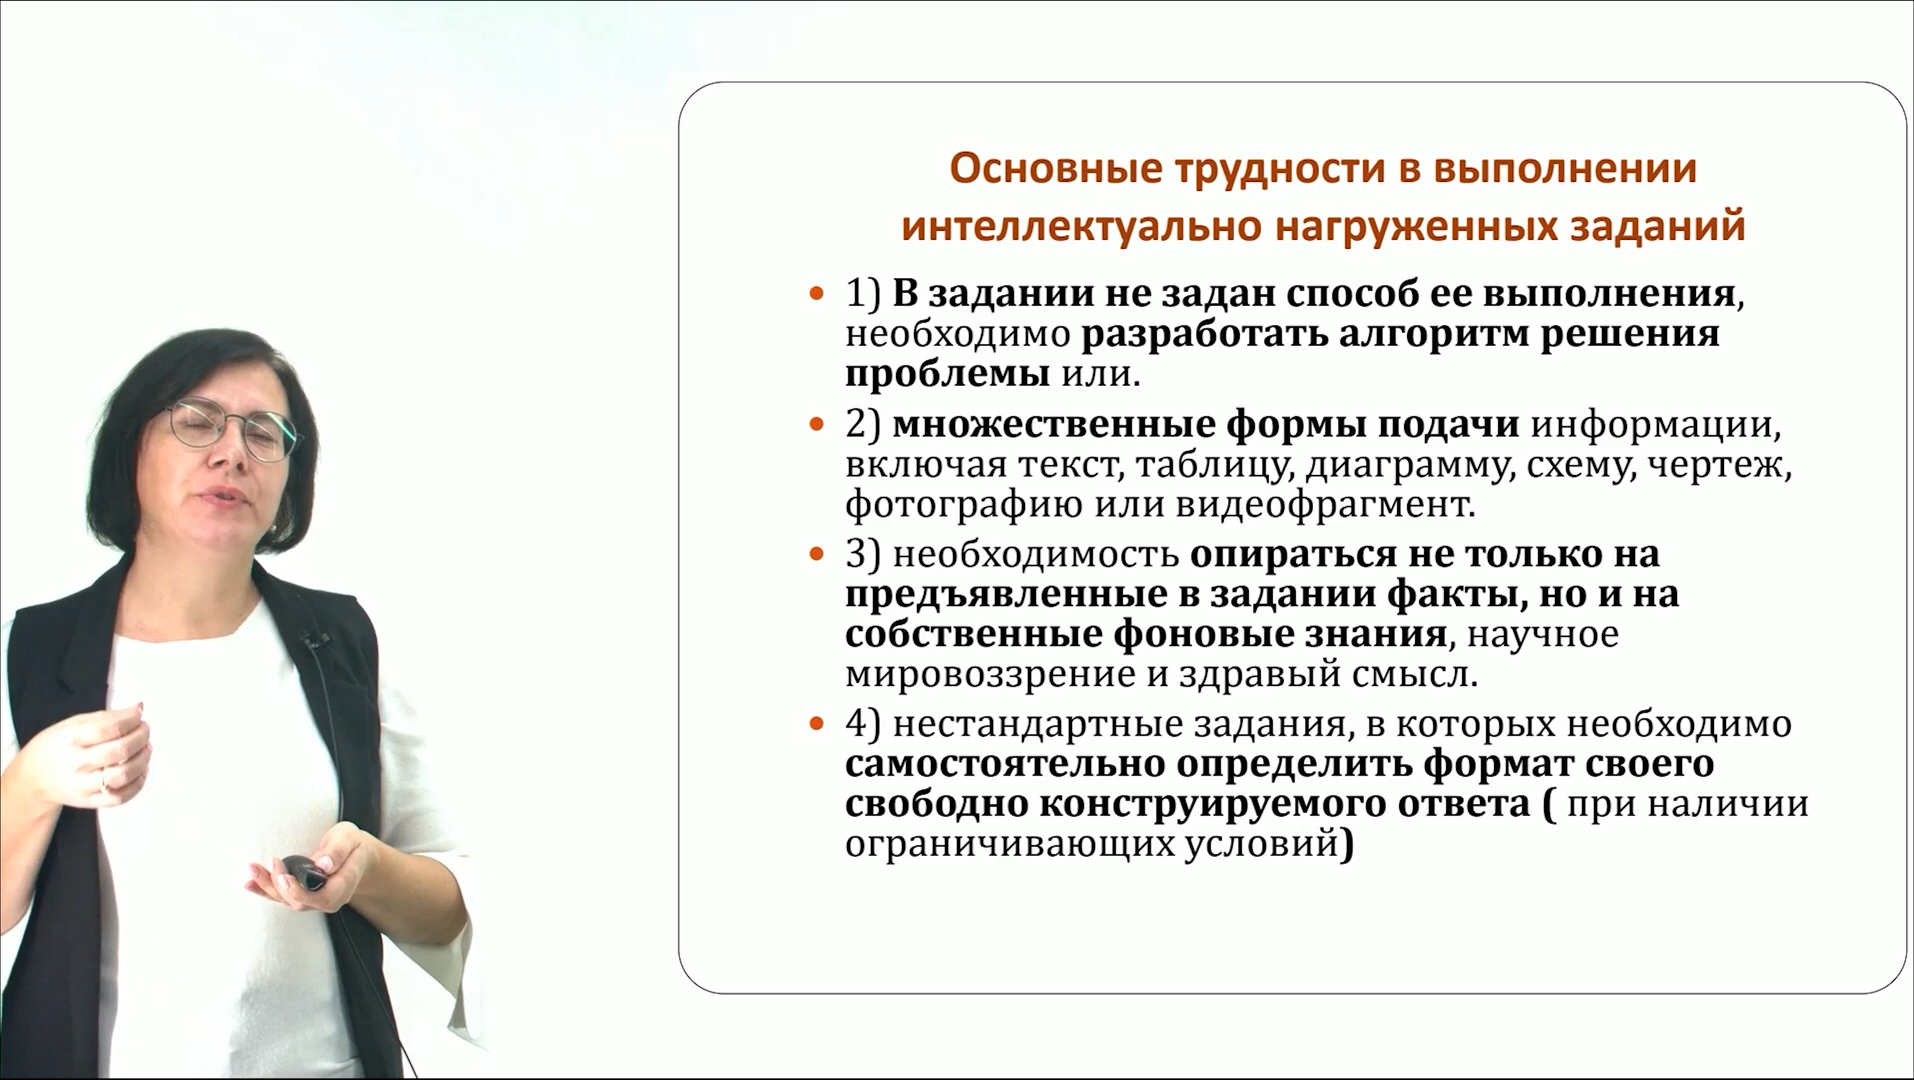 Основные трудности в выполнении
интеллектуально нагруженных заданий
• 1) В задании не задан способ ее выполнения,
необходимо разработать алгоритм решения
проблемы или.
• 2) множественные формы подачи информации,
включая текст, таблицу, диаграмму, схему, чертеж,
фотографию или видеофрагмент.
• 3) необходимость опираться не только на
предъявленные в задании факты, но и на
собственные фоновые знания, научное
мировоззрение и здравый смысл.
• 4) нестандартные задания, в которых необходимо
самостоятельно определить формат своего
свободно конструируемого ответа ( при наличии
ограничивающих условий)